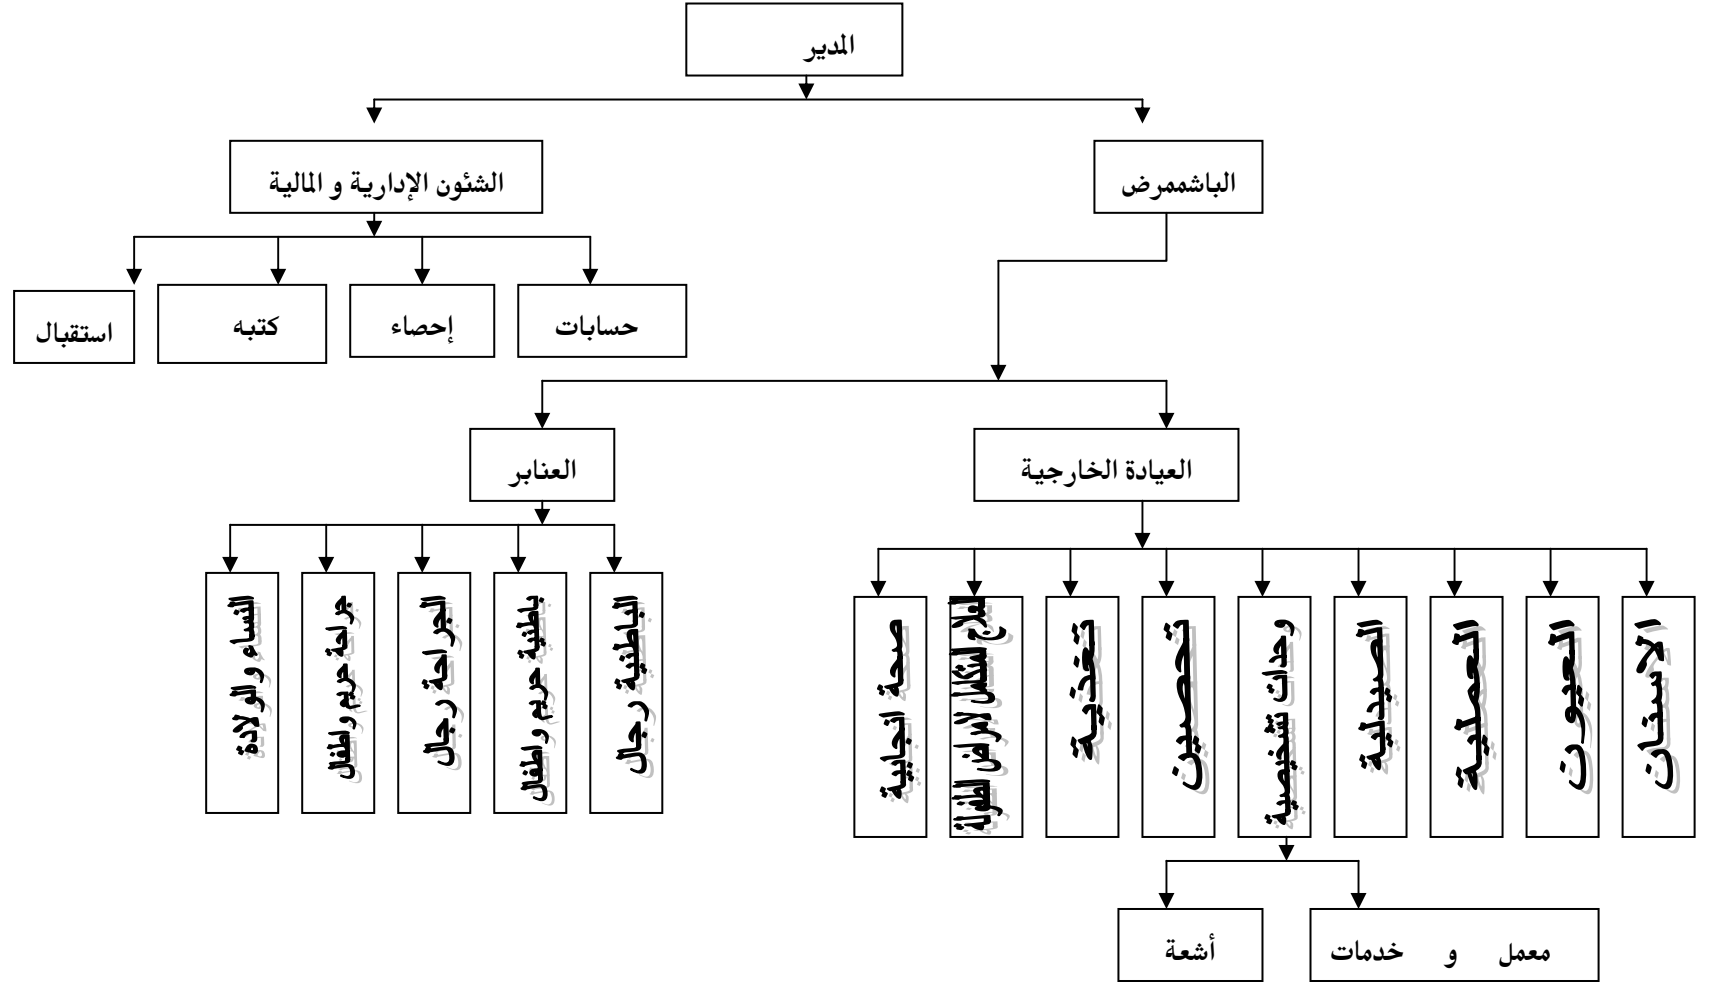 المدير
الباشممرض
الشئون الإدارية و المالية
حسابات
إحصاء
كتبه
استقبال
العيادة الخارجية
العنابر
الاسنان
العيون
العملية
الصيدلية
وحدات تشخيصية
تحصين
تغذية
العلاج المتكامل لامراض الطفولة
صحة انجابية
الباطنية رجال
باطنية حريم واطفال
الجراحة رجال
جراحة حريم واطفال
النساء والولادة
معمل و خدمات
أشعة